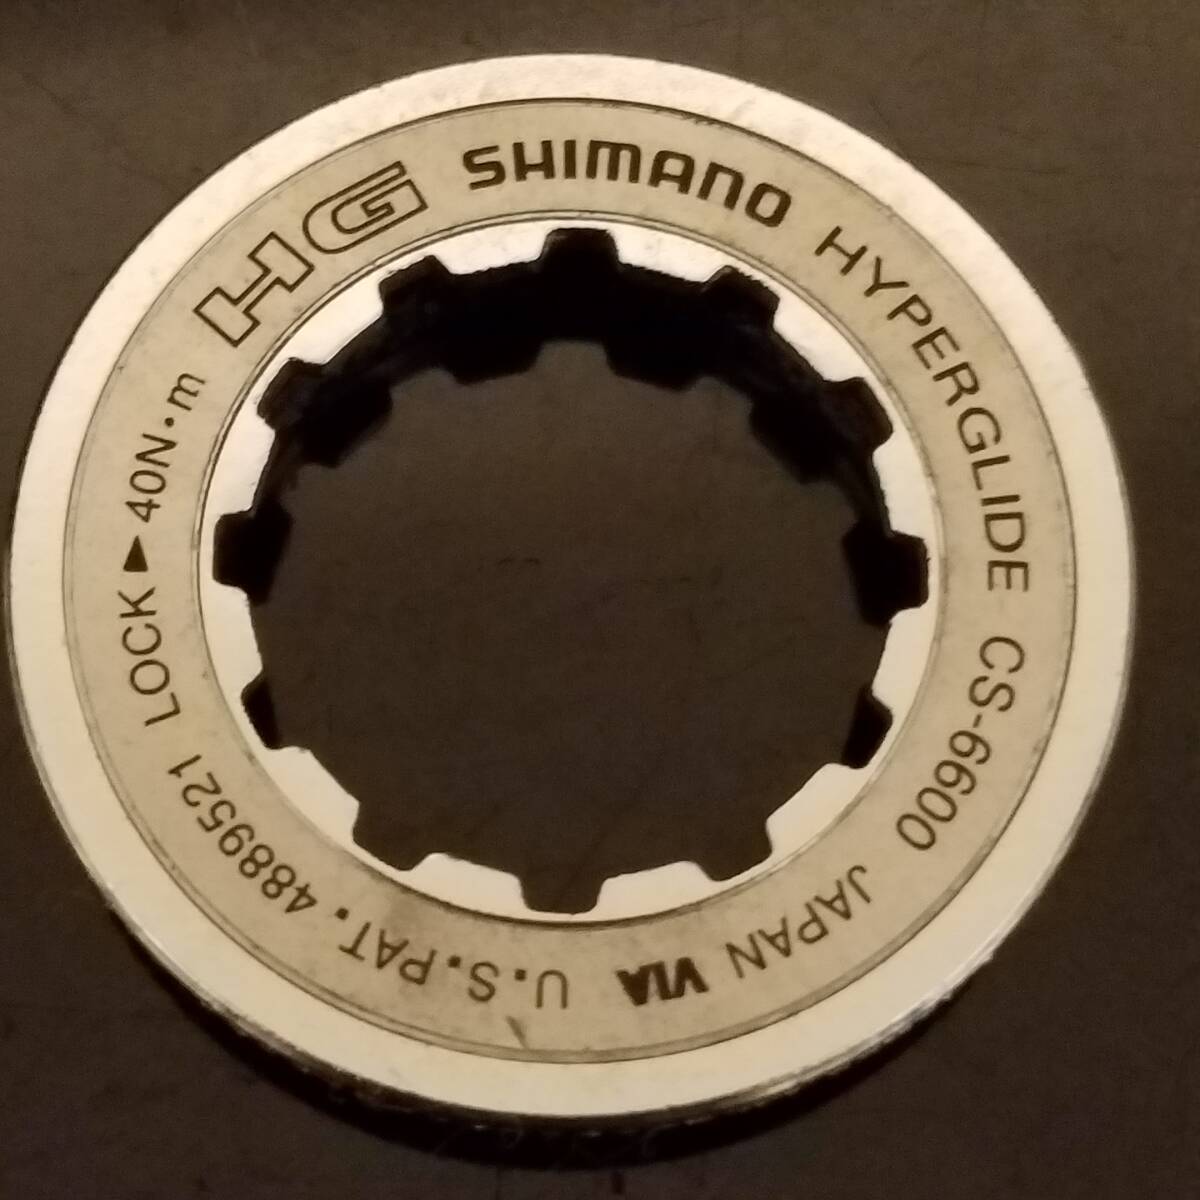 HG SHIMANO HYPERGLIDE CS-6600 JAPAN VIA U.S.PAT. 4889521 LOCK ▶ 40N·m